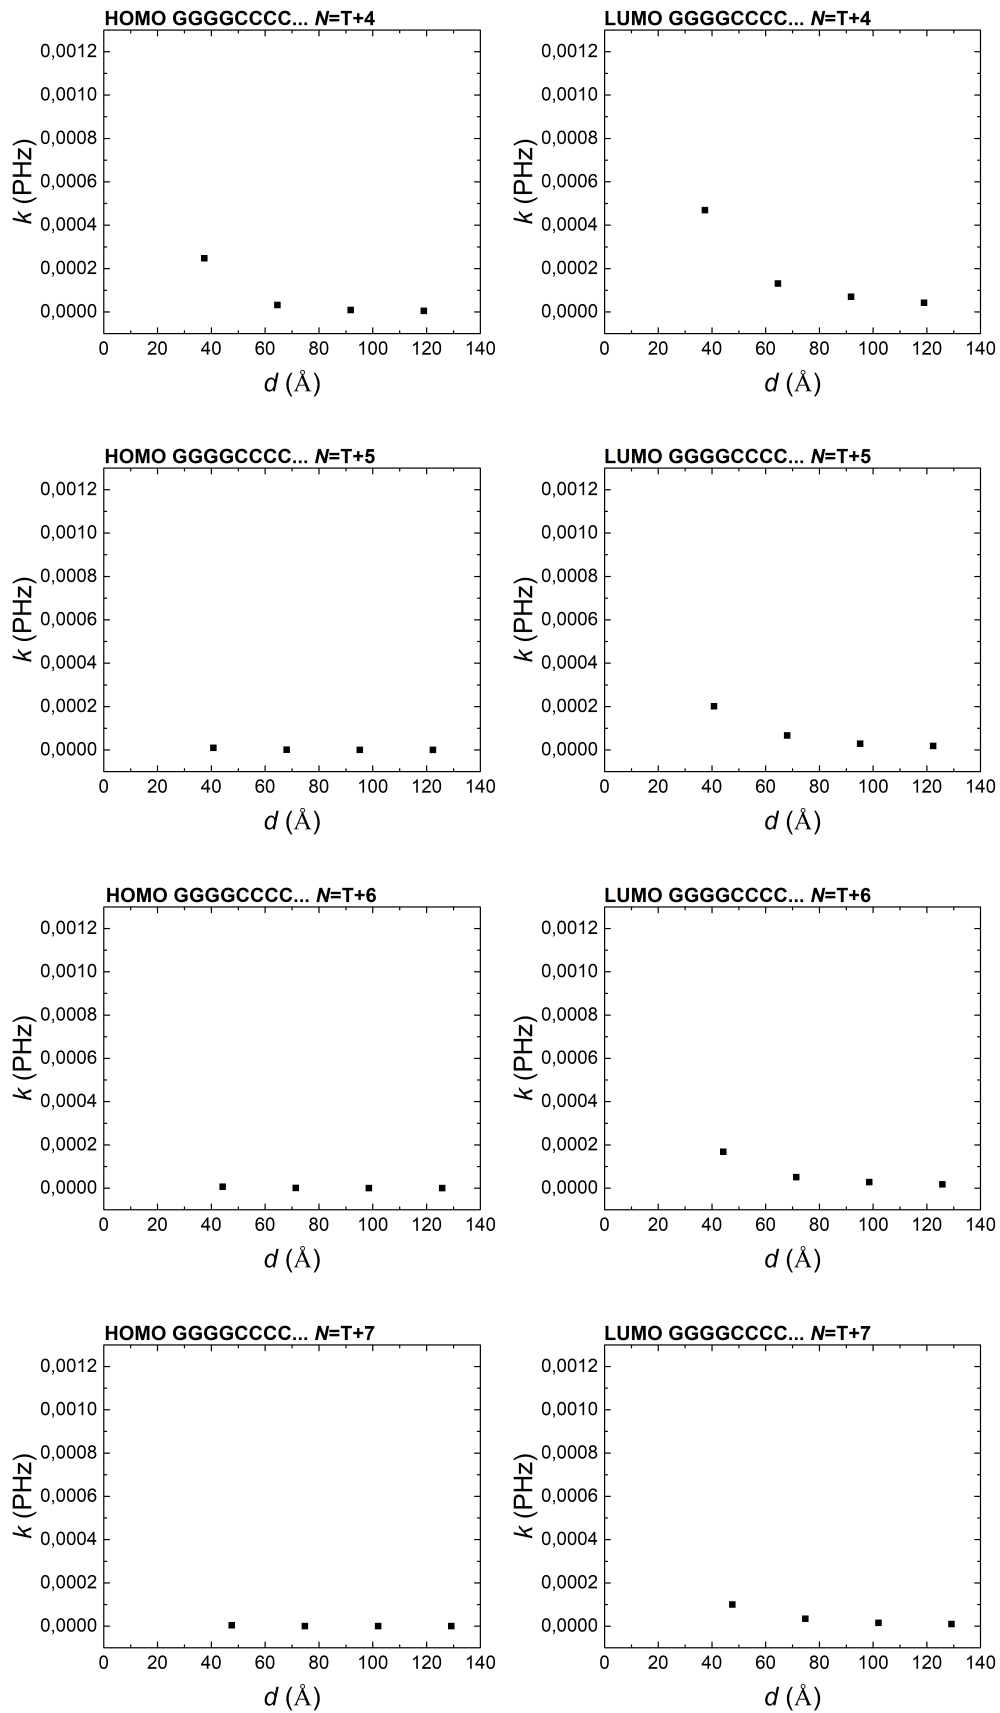 HOMO GGGGCCCC... N=T+4
0,0012
0,0010
0,0008
0,0006
0,0004
0,0002
0,0000
k (PHz)
0 20 40 60 80 100 120 140
d (Å)
LUMO GGGGCCCC... N=T+4
0,0012
0,0010
0,0008
0,0006
0,0004
0,0002
0,0000
k (PHz)
0 20 40 60 80 100 120 140
d (Å)
HOMO GGGGCCCC... N=T+5
0,0012
0,0010
0,0008
0,0006
0,0004
0,0002
0,0000
k (PHz)
0 20 40 60 80 100 120 140
d (Å)
LUMO GGGGCCCC... N=T+5
0,0012
0,0010
0,0008
0,0006
0,0004
0,0002
0,0000
k (PHz)
0 20 40 60 80 100 120 140
d (Å)
HOMO GGGGCCCC... N=T+6
0,0012
0,0010
0,0008
0,0006
0,0004
0,0002
0,0000
k (PHz)
0 20 40 60 80 100 120 140
d (Å)
LUMO GGGGCCCC... N=T+6
0,0012
0,0010
0,0008
0,0006
0,0004
0,0002
0,0000
k (PHz)
0 20 40 60 80 100 120 140
d (Å)
HOMO GGGGCCCC... N=T+7
0,0012
0,0010
0,0008
0,0006
0,0004
0,0002
0,0000
k (PHz)
0 20 40 60 80 100 120 140
d (Å)
LUMO GGGGCCCC... N=T+7
0,0012
0,0010
0,0008
0,0006
0,0004
0,0002
0,0000
k (PHz)
0 20 40 60 80 100 120 140
d (Å)